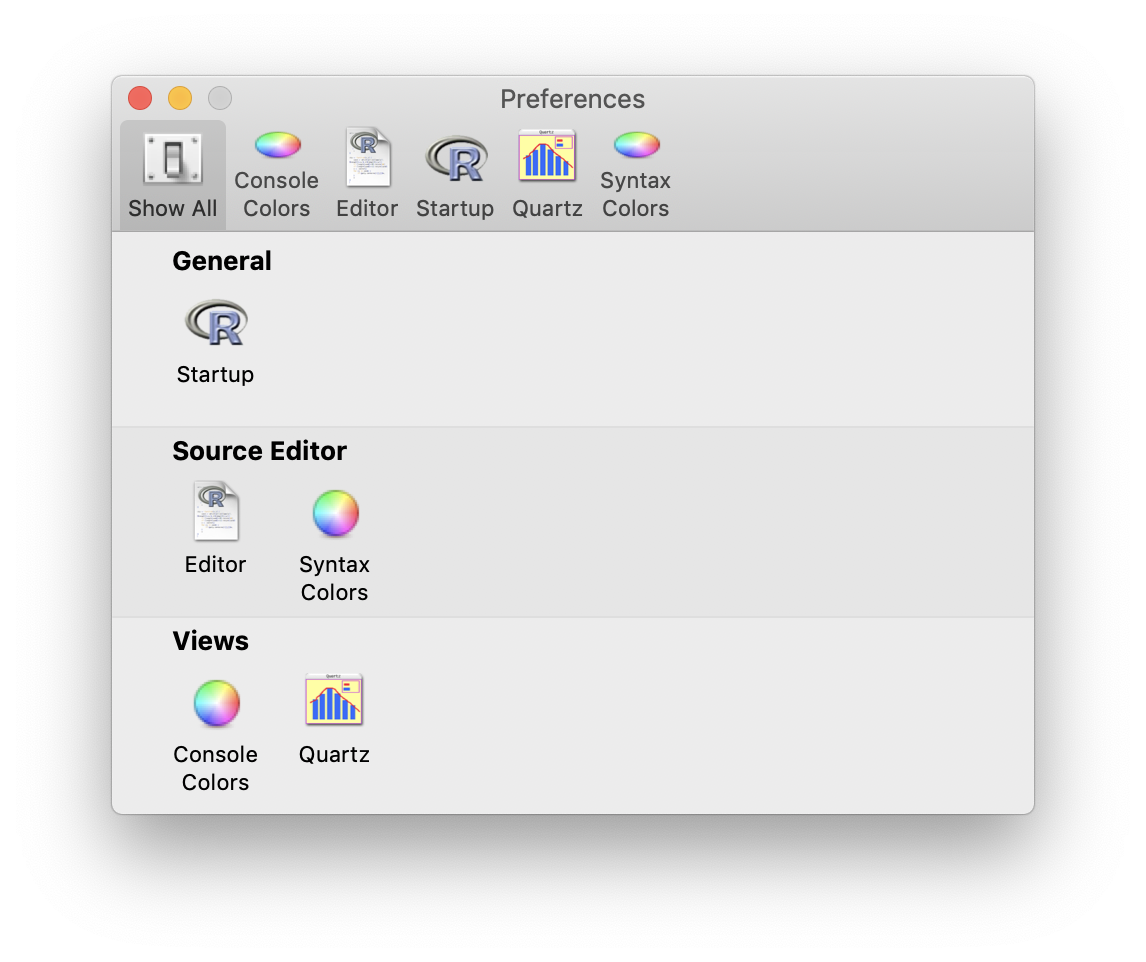 Preferences
Show All
Console
Colors
Editor
Startup
Quartz
Syntax
Colors
General
Startup
Source Editor
Editor
Syntax
Colors
Views
Console
Colors
Quartz